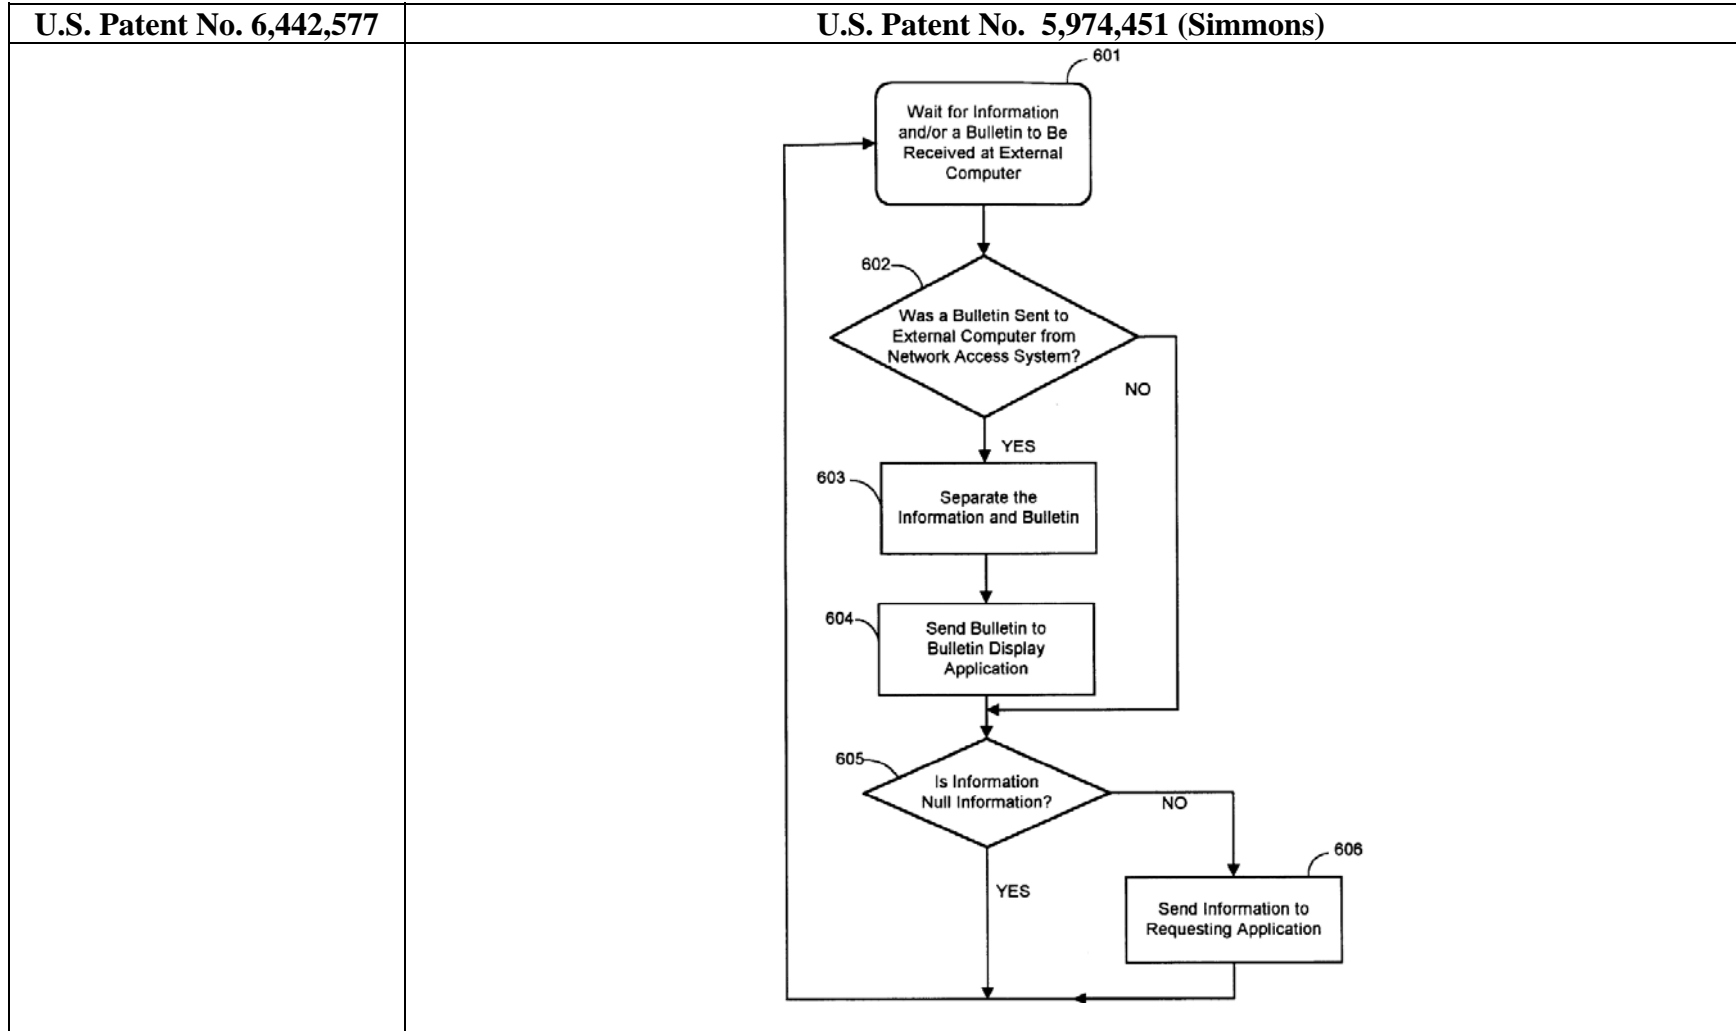 U.S. Patent No. 6,442,577
U.S. Patent No. 5,974,451 (Simmons)
601
Wait for Information
and/or a Bulletin to Be
Received at External
Computer
602
Was a Bulletin Sent to
External Computer from
Network Access System?
NO
YES
603
Separate the
Information and Bulletin
604
Send Bulletin to
Bulletin Display
Application
605
Is Information
Null Information?
NO
606
YES
Send Information to
Requesting Application